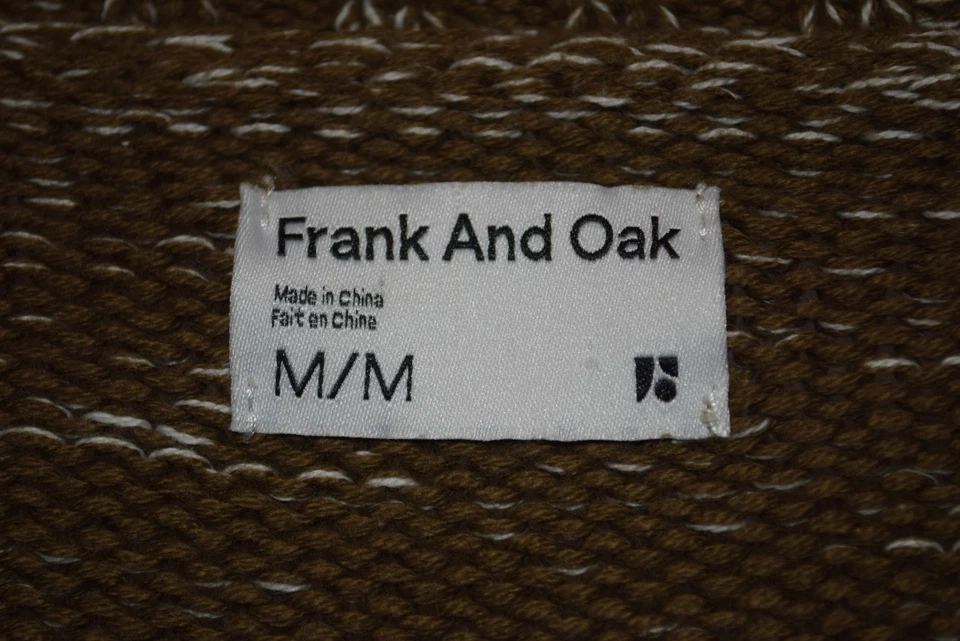 Frank And Oak
Made in China
Fait en Chine
M/M